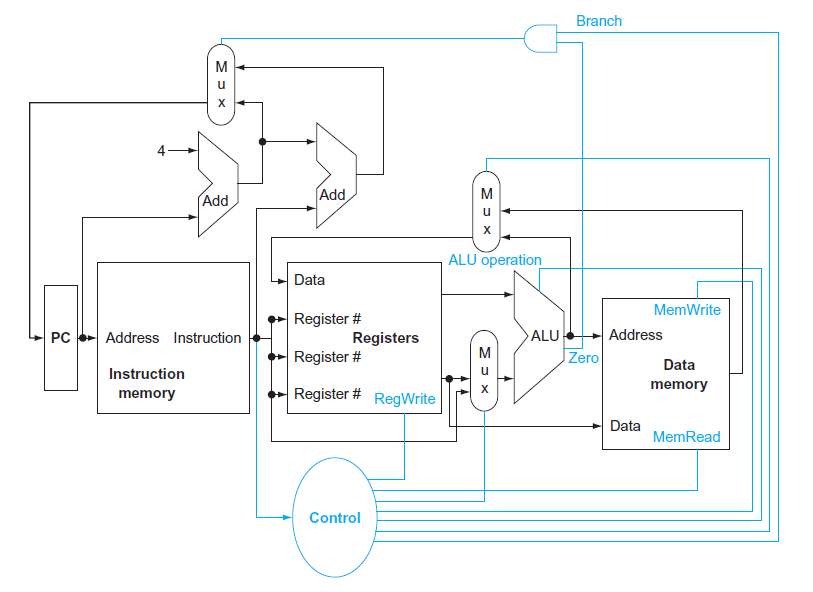 Branch
M
u
x
4
Add
Add
M
u
x
ALU operation
Data
Register #
Registers
Register #
Register #
RegWrite
PC
Address
Instruction
Instruction
memory
M
u
x
ALU
Zero
MemWrite
Address
Data
memory
Data
MemRead
Control